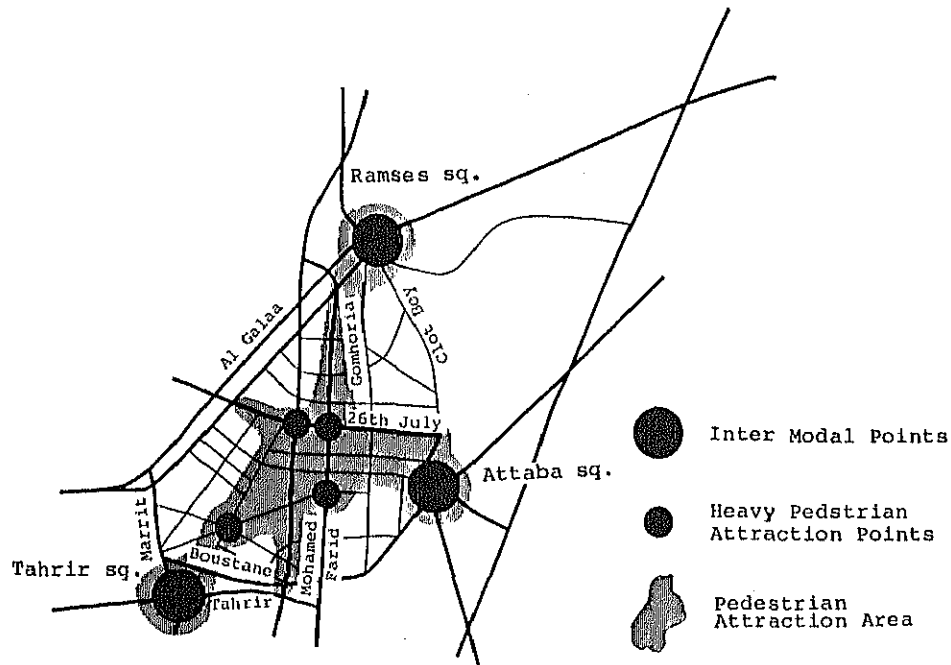 Ramses sq.
Al Galaa
Gomhoria
Clot Bey
26th July
Attaba sq.
Marrit
Boustane
Mohamed
Farid
Tahrir sq.
Tahrir
Inter Modal Points
Heavy Pedstrian
Attraction Points
Pedestrian
Attraction Area